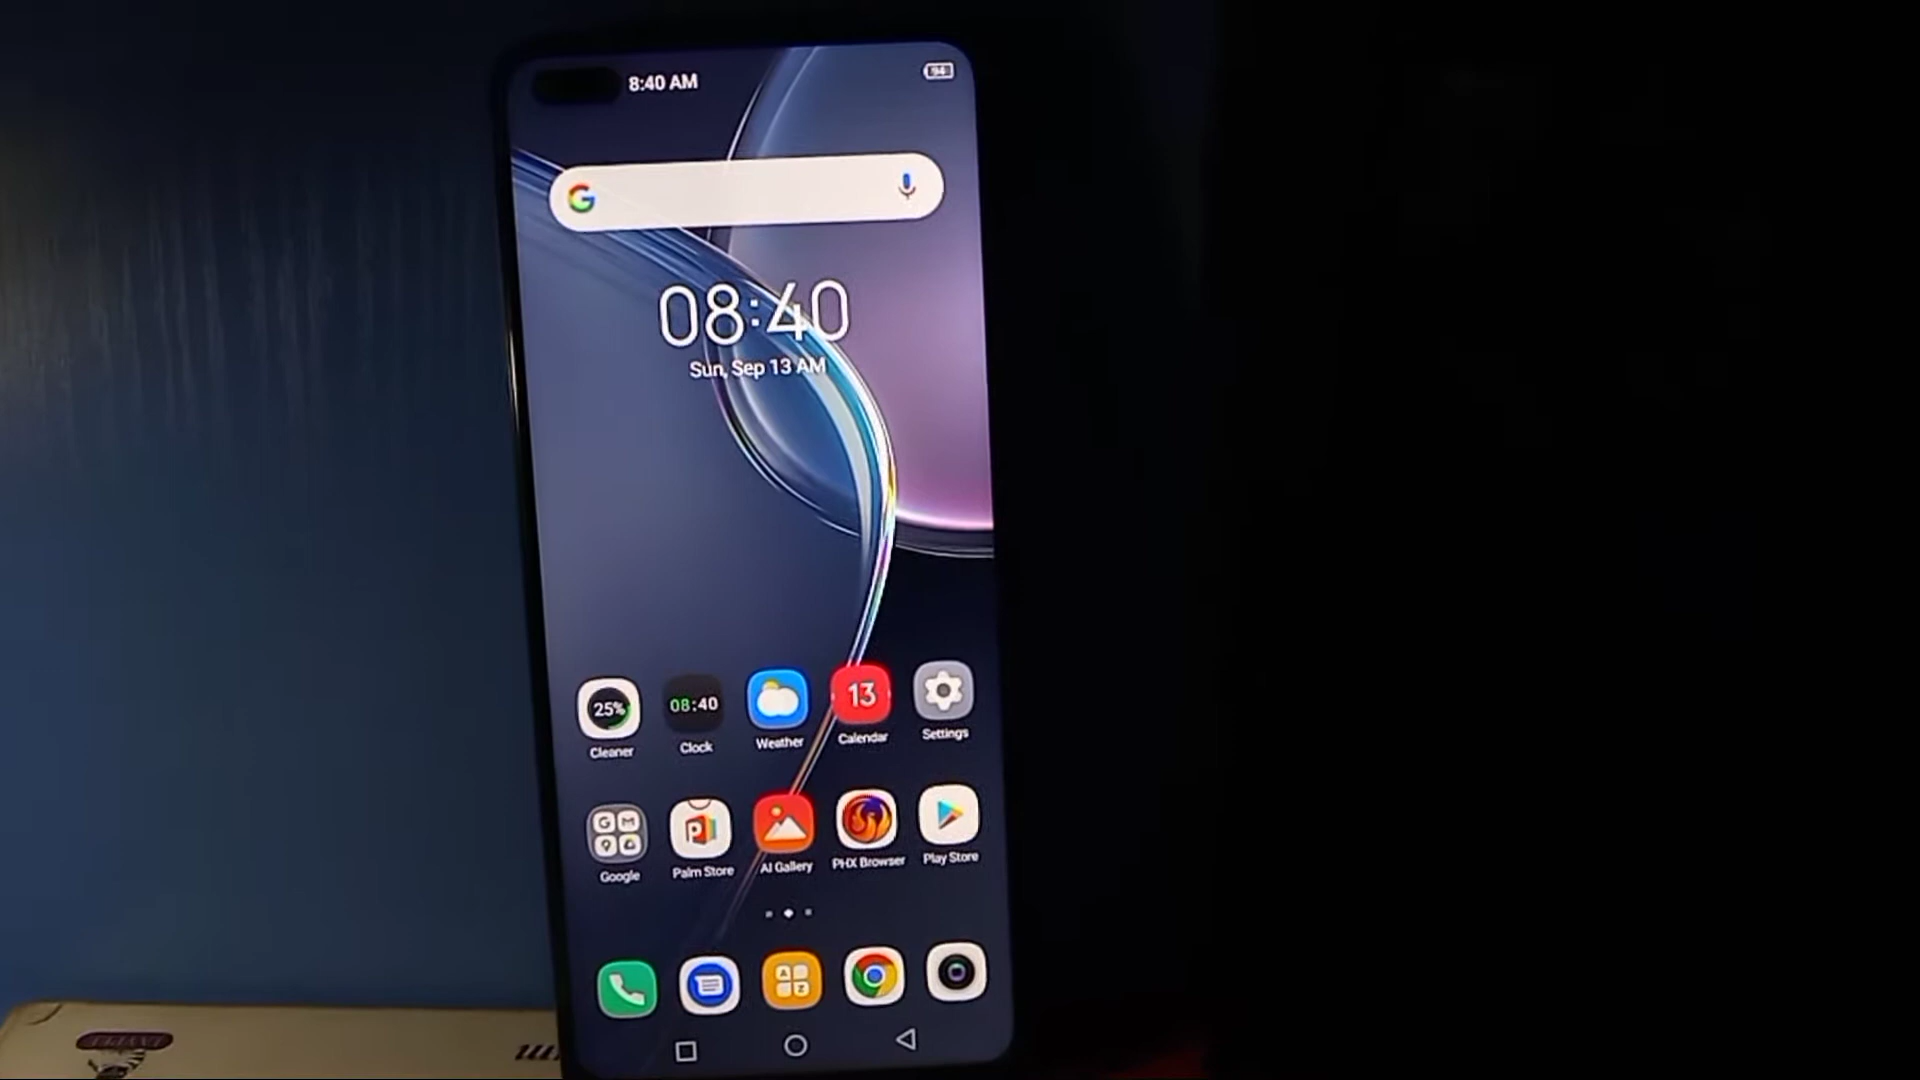 8:40 AM
94
08:40
Sun, Sep 13 AM
25%
08:40
13
Cleaner
Clock
Weather
Calendar
Settings
Google
Palm Store
AI Gallery
PHX Browser
Play Store